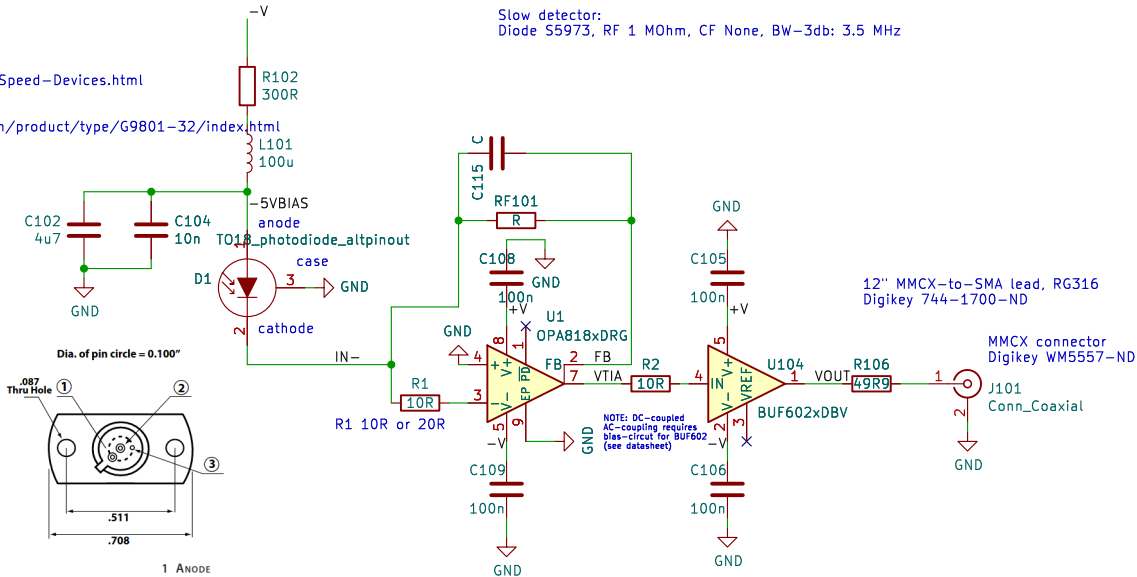 -V
Slow detector:
Diode S5973, RF 1 MOhm, CF None, BW-3db: 3.5 MHz
R102
300R
Speed-Devices.html
/product/type/G9801-32/index.html
L101
100u
C
C115
-5VBIAS
anode
TO18_photodiode_altpinout
C102
4u7
C104
10n
1
D1
case
3
GND
2
cathode
GND
RF101
R
C108
100n
GND
+V
U1
OPA818xDRG
GND
8
1
4
+
V+
PD
FB
2
FB
7
VTIA
IN-
R1
10R
3
-
V-
EP
5
9
-V
GND
R1 10R or 20R
C109
100n
GND
R2
10R
NOTE: DC-coupled
AC-coupling requires
bias-circut for BUF602
(see datasheet)
GND
C105
100n
+V
5
U104
4
IN
V+
V-
VREF
1
VOUT
BUF602xDBV
2
3
-V
C106
100n
GND
R106
49R9
12" MMCX-to-SMA lead, RG316
Digikey 744-1700-ND
MMCX connector
Digikey WM5557-ND
1
J101
Conn_Coaxial
2
GND
Dia. of pin circle = 0.100"
.087
Thru Hole
1
2
3
.511
.708
1 ANODE